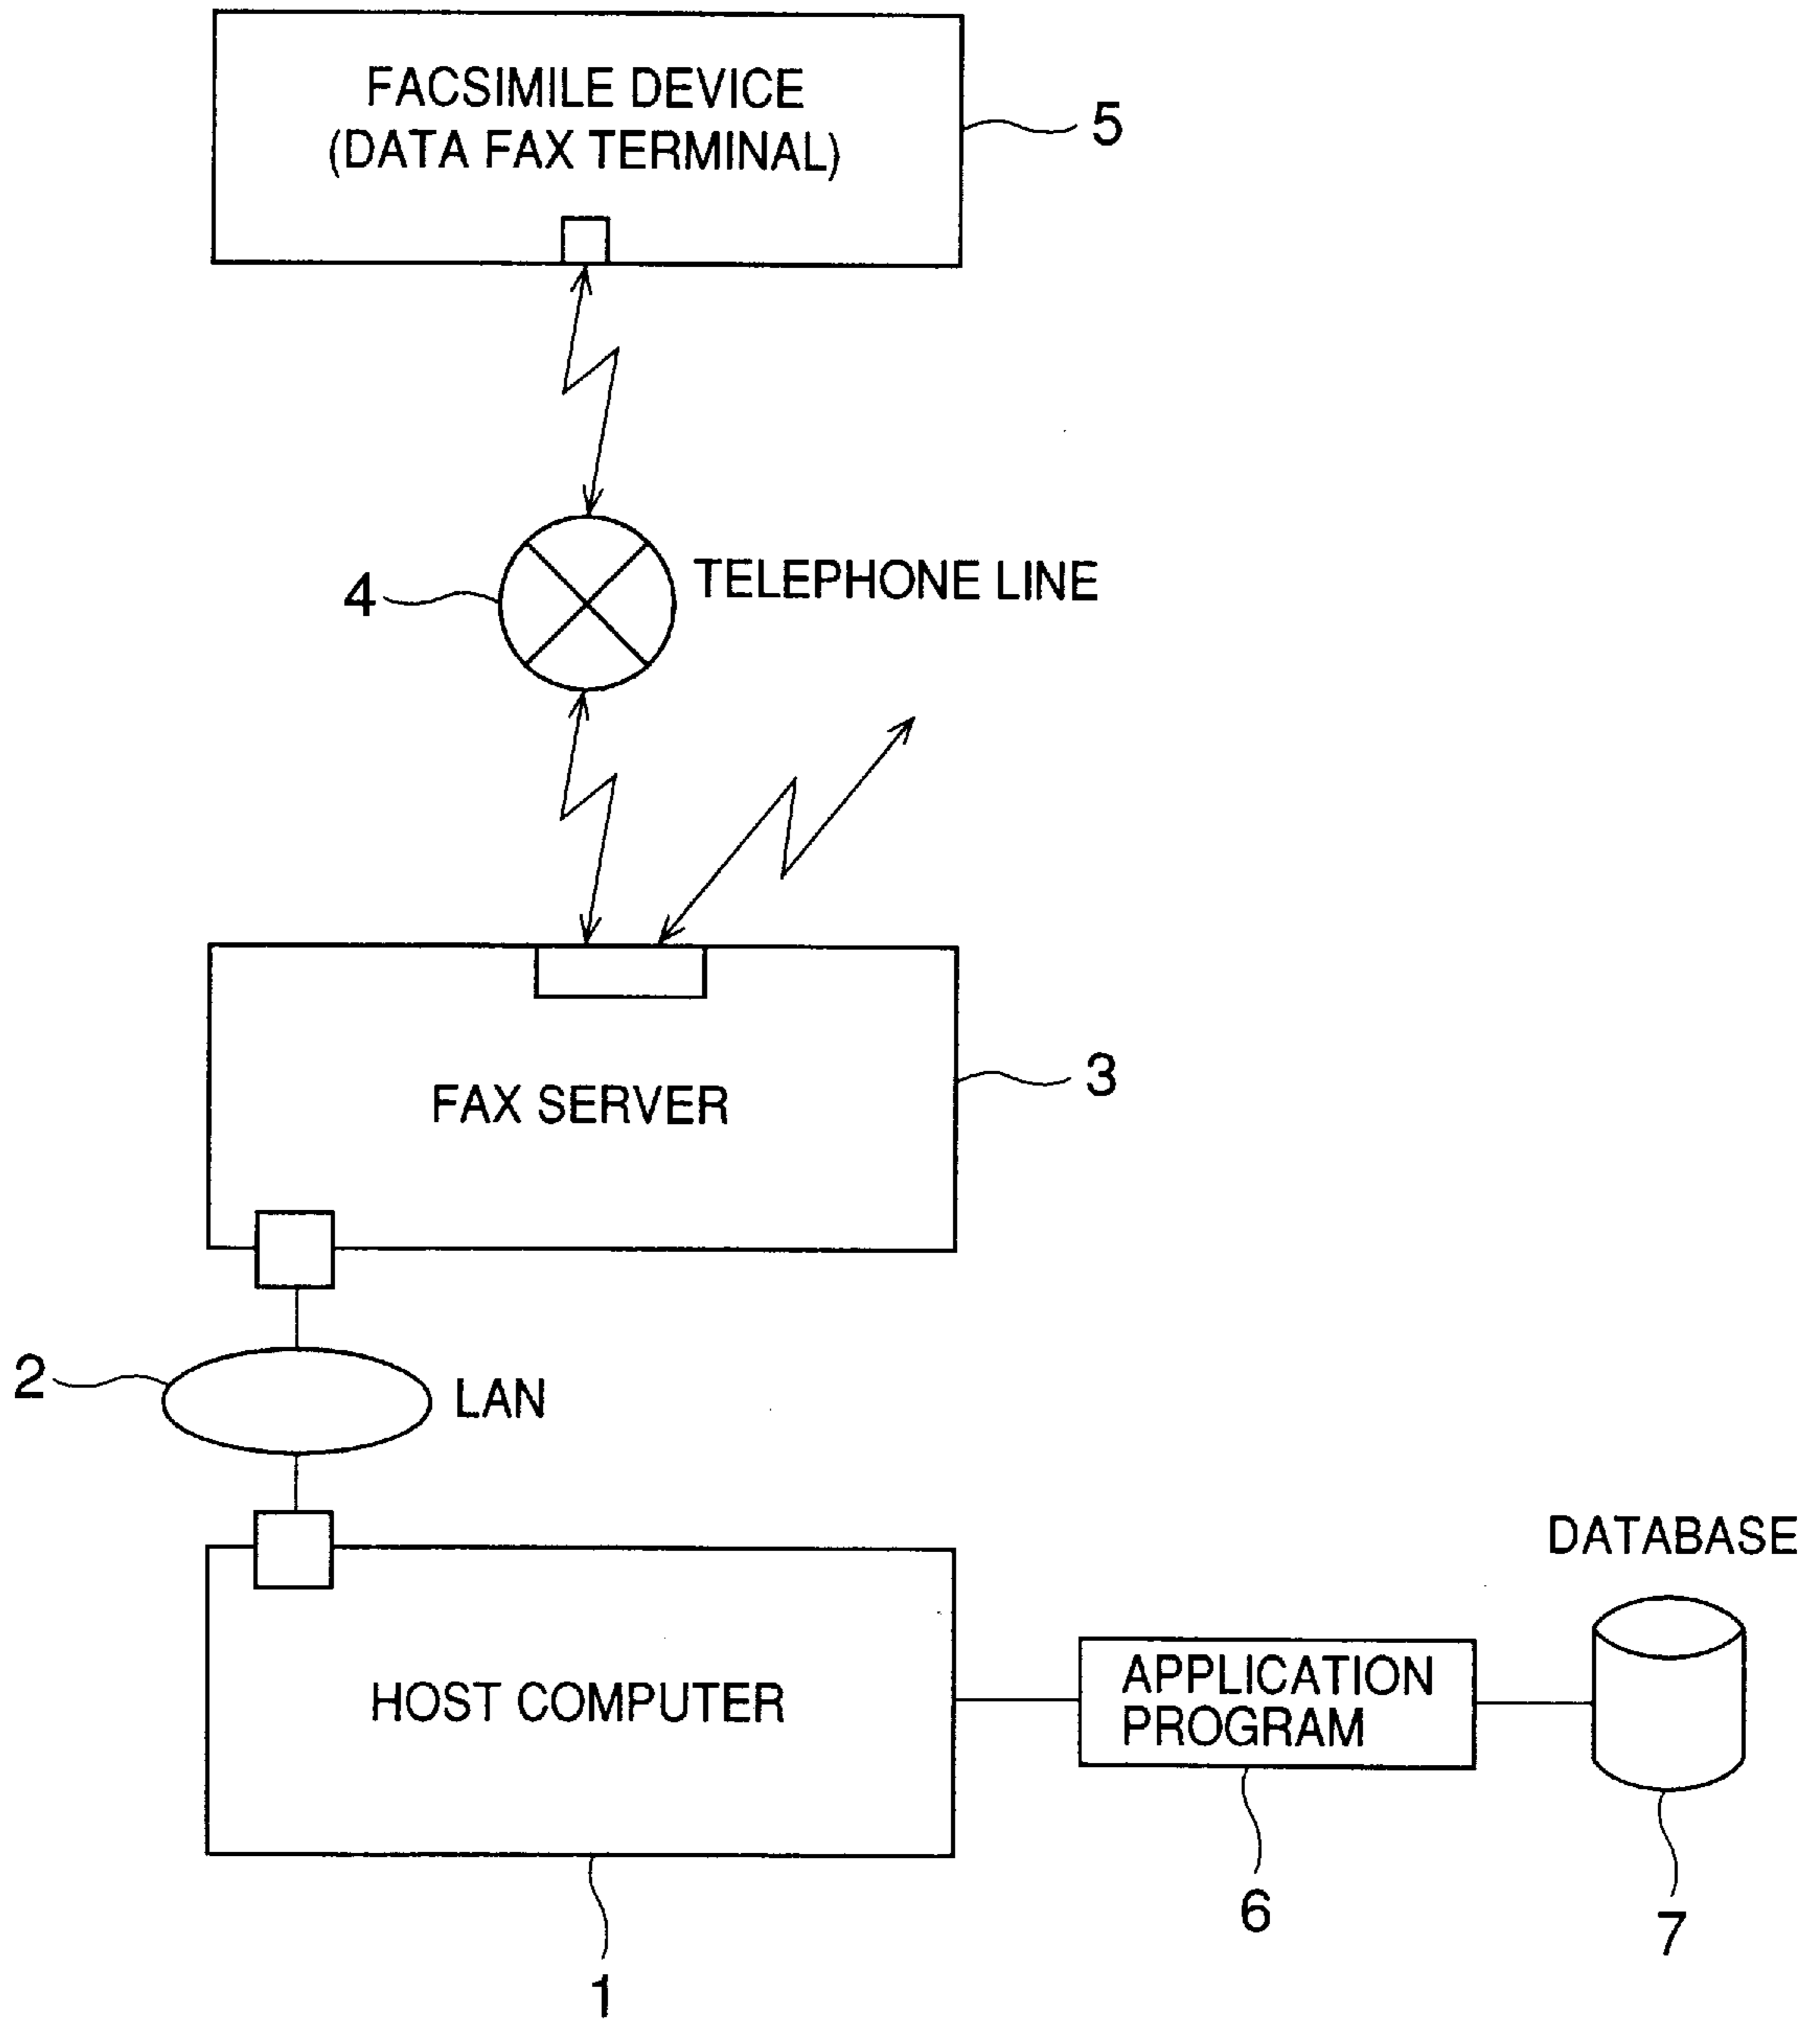 FACSIMILE DEVICE
(DATA FAX TERMINAL)
5
4
TELEPHONE LINE
FAX SERVER
3
2
LAN
DATABASE
HOST COMPUTER
APPLICATION
PROGRAM
6
7
1